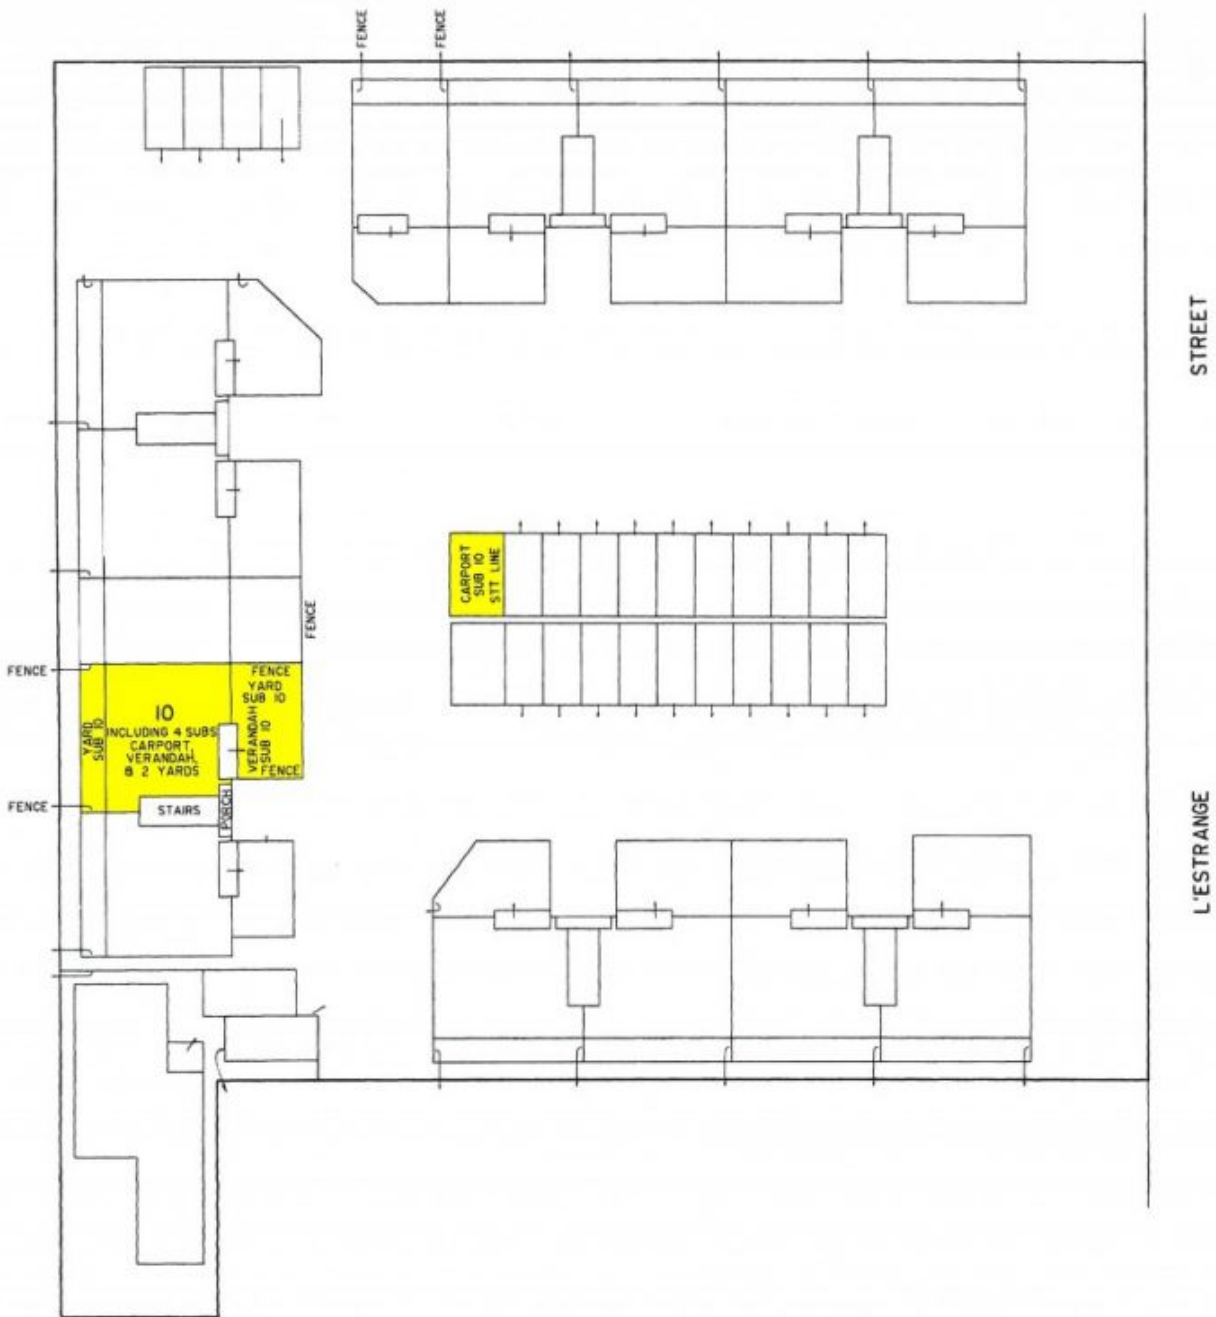 FENCE
FENCE
STREET
CARPORT
SUB 10
STT LINE
FENCE
FENCE
FENCE
YARD
SUB 10
YARD
SUB 10
10
INCLUDING 4 SUBS
CARPORT,
VERANDAH,
& 2 YARDS
VERANDAH
SUB 10
FENCE
FENCE
STAIRS
PORCH
L'ESTRANGE